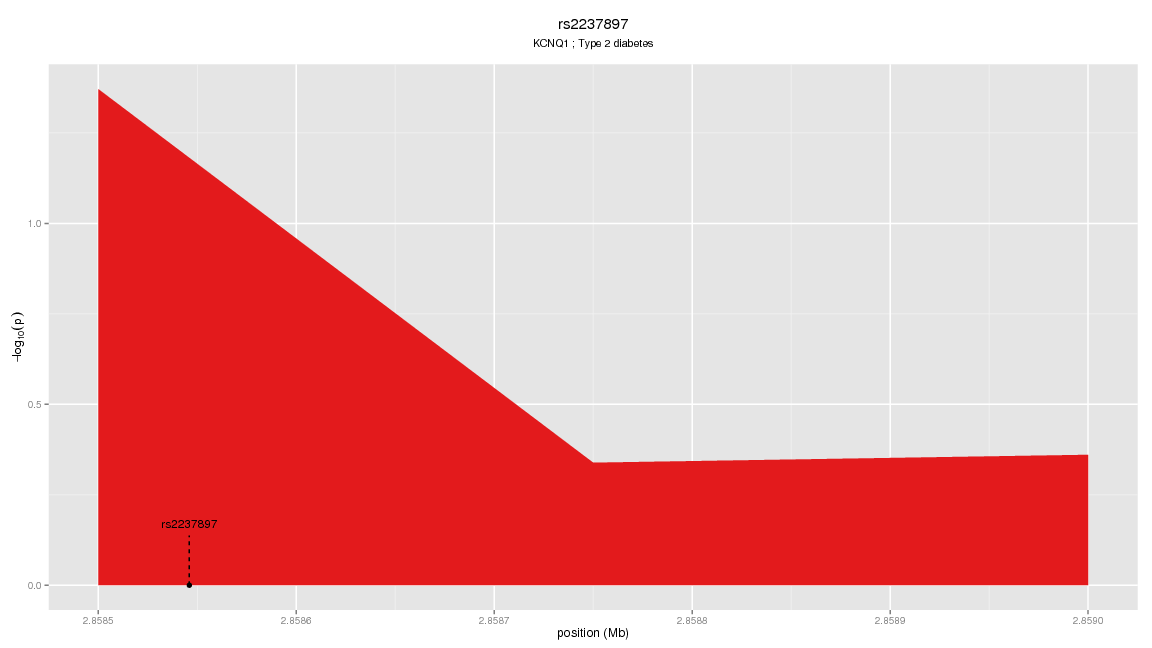 rs2237897
KCNQ1 ; Type 2 diabetes
−log10(p)
1.0
0.5
0.0
rs2237897
2.8585 2.8586 2.8587 2.8588 2.8589 2.8590
position (Mb)